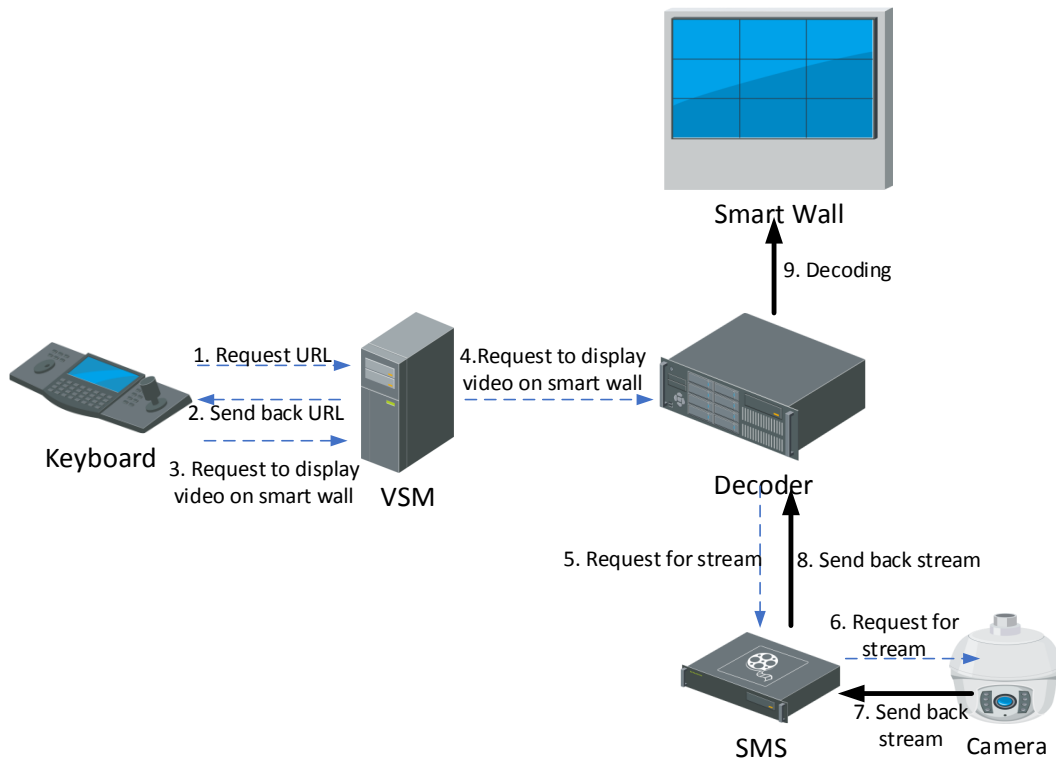 Smart Wall
9. Decoding
1. Request URL
4.Request to display
video on smart wall
2. Send back URL
Keyboard
3. Request to display
video on smart wall
VSM
Decoder
5. Request for stream
8. Send back stream
6. Request for
stream
7. Send back
stream
SMS
Camera